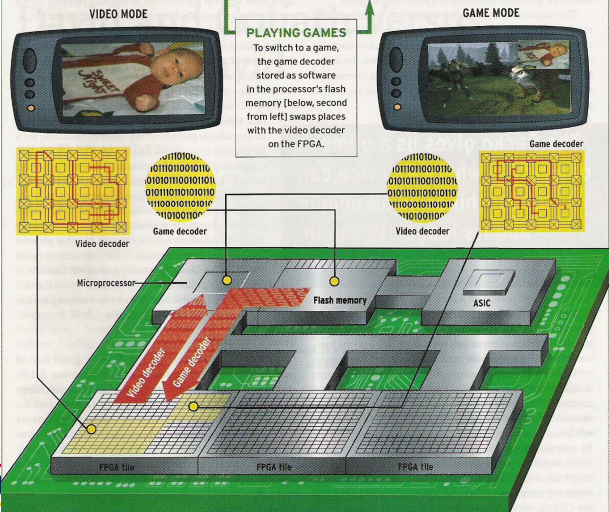 VIDEO MODE
GAME MODE
PLAYING GAMES
To switch to a game,
the game decoder
stored as software
in the processor's flash
memory [below, second
from left] swaps places
with the video decoder
on the FPGA.
SWEET
Video decoder
Game decoder
Video decoder
Game decoder
Microprocessor
Flash memory
ASIC
Video decoder
Game decoder
FPGA tile
FPGA tile
FPGA tile